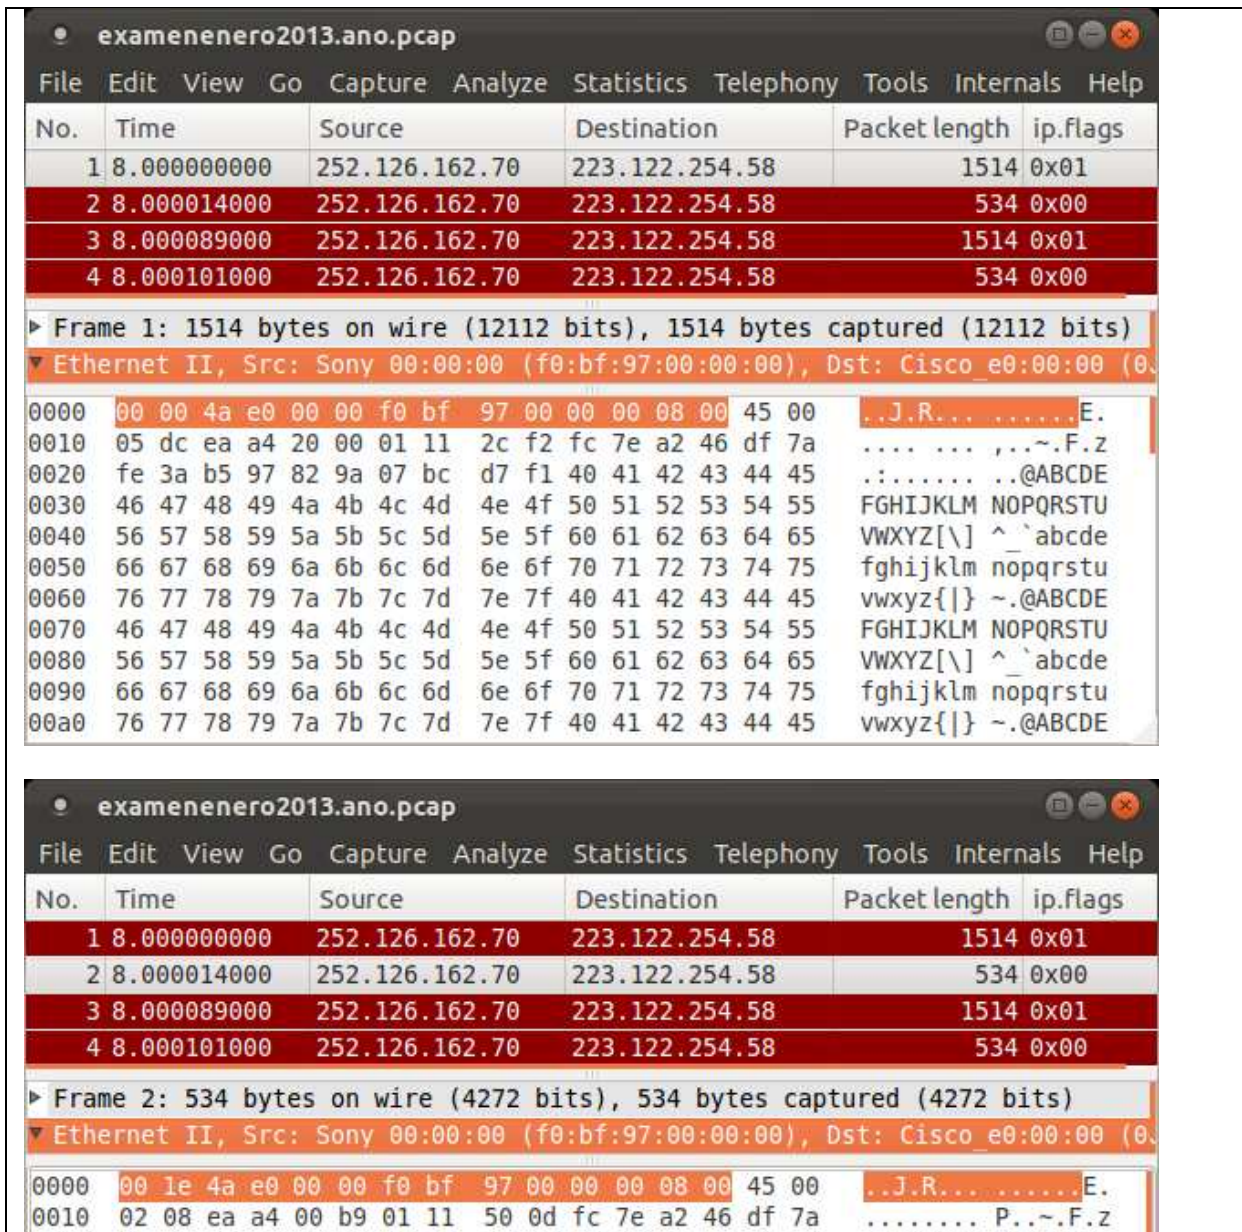 examenenero2013.ano.pcap
File Edit View Go Capture Analyze Statistics Telephony Tools Internals Help
No. Time Source Destination Packet length ip.flags
1 8.000000000 252.126.162.70 223.122.254.58 1514 0x01
2 8.000014000 252.126.162.70 223.122.254.58 534 0x00
3 8.000089000 252.126.162.70 223.122.254.58 1514 0x01
4 8.000101000 252.126.162.70 223.122.254.58 534 0x00
Frame 1: 1514 bytes on wire (12112 bits), 1514 bytes captured (12112 bits)
Ethernet II, Src: Sony 00:00:00 (f0:bf:97:00:00:00), Dst: Cisco_e0:00:00 (0
0000 00 00 4a e0 00 00 f0 bf 97 00 00 00 08 00 45 00 ..J.R... ......E.
0010 05 dc ea a4 20 00 01 11 2c f2 fc 7e a2 46 df 7a .... ... ,..~.F.z
0020 fe 3a b5 97 82 9a 07 bc d7 f1 40 41 42 43 44 45 .:...... ..@ABCDE
0030 46 47 48 49 4a 4b 4c 4d 4e 4f 50 51 52 53 54 55 FGHIJKLM NOPQRSTU
0040 56 57 58 59 5a 5b 5c 5d 5e 5f 60 61 62 63 64 65 VWXYZ[\] ^_`abcde
0050 66 67 68 69 6a 6b 6c 6d 6e 6f 70 71 72 73 74 75 fghijklm nopqrstu
0060 76 77 78 79 7a 7b 7c 7d 7e 7f 40 41 42 43 44 45 vwxyz{|} ~.@ABCDE
0070 46 47 48 49 4a 4b 4c 4d 4e 4f 50 51 52 53 54 55 FGHIJKLM NOPQRSTU
0080 56 57 58 59 5a 5b 5c 5d 5e 5f 60 61 62 63 64 65 VWXYZ[\] ^_`abcde
0090 66 67 68 69 6a 6b 6c 6d 6e 6f 70 71 72 73 74 75 fghijklm nopqrstu
00a0 76 77 78 79 7a 7b 7c 7d 7e 7f 40 41 42 43 44 45 vwxyz{|} ~.@ABCDE
examenenero2013.ano.pcap
File Edit View Go Capture Analyze Statistics Telephony Tools Internals Help
No. Time Source Destination Packet length ip.flags
1 8.000000000 252.126.162.70 223.122.254.58 1514 0x01
2 8.000014000 252.126.162.70 223.122.254.58 534 0x00
3 8.000089000 252.126.162.70 223.122.254.58 1514 0x01
4 8.000101000 252.126.162.70 223.122.254.58 534 0x00
Frame 2: 534 bytes on wire (4272 bits), 534 bytes captured (4272 bits)
Ethernet II, Src: Sony 00:00:00 (f0:bf:97:00:00:00), Dst: Cisco_e0:00:00 (0
0000 00 1e 4a e0 00 00 f0 bf 97 00 00 00 08 00 45 00 ..J.R... ......E.
0010 02 08 ea a4 00 b9 01 11 50 0d fc 7e a2 46 df 7a ........ P..~.F.z